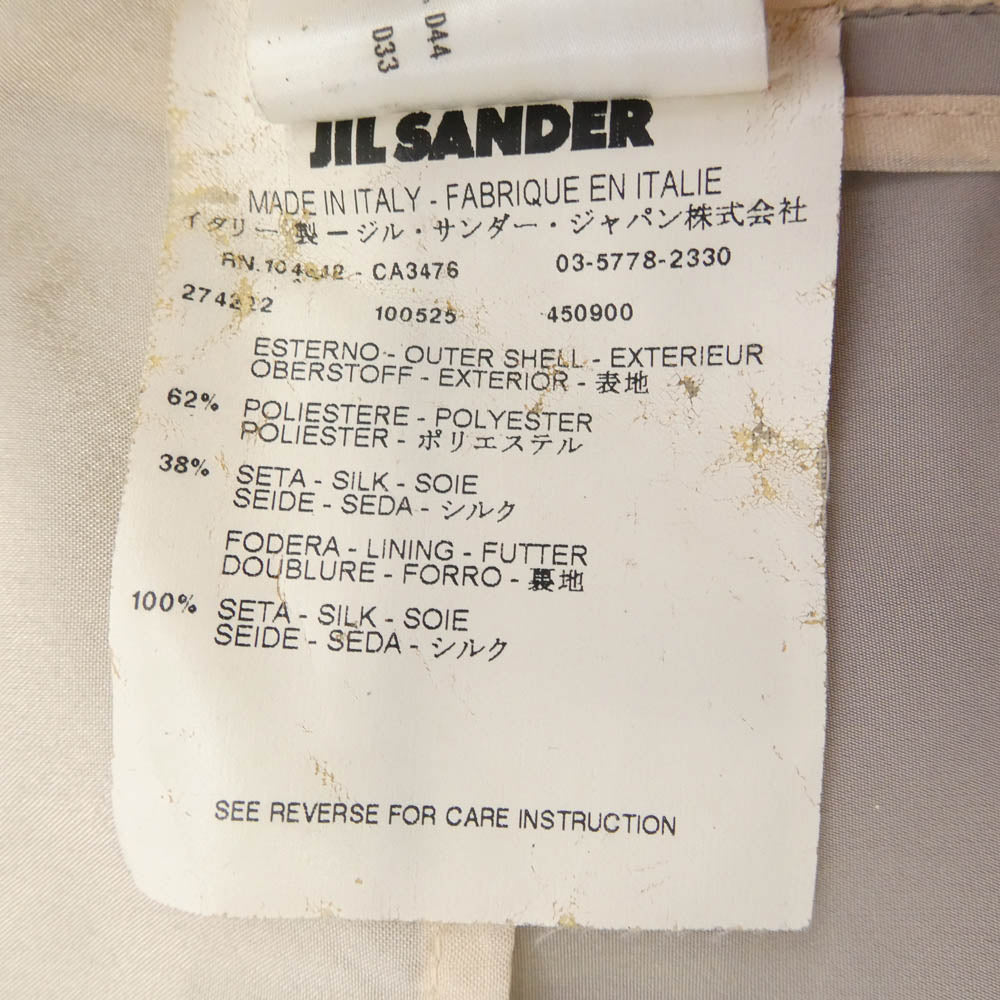 D44
D33
JIL SANDER
MADE IN ITALY - FABRIQUE EN ITALIE
イタリー 製 ージル・サンダー・ジャパン株式会社
- CA3476 03-5778-2330
100525 450900
ESTERNO - OUTER SHELL - EXTERIEUR
OBERSTOFF - EXTERIOR - 表地
62% POLIESTERE - POLYESTER
POLIESTER - ポリエステル
38% SETA - SILK - SOIE
SEIDE - SEDA - シルク
FODERA - LINING - FUTTER
DOUBLURE - FORRO - 裏地
100% SETA - SILK - SOIE
SEIDE - SEDA - シルク
SEE REVERSE FOR CARE INSTRUCTION